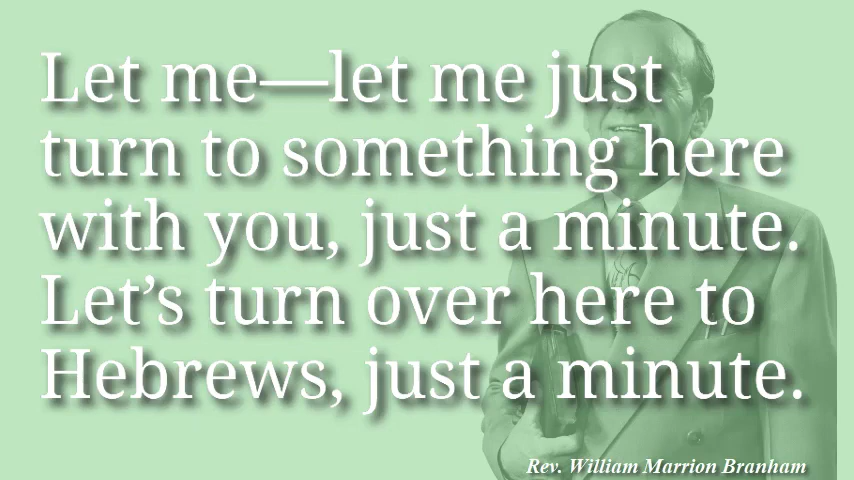 Let me—let me just
turn to something here
with you, just a minute.
Let’s turn over here to
Hebrews, just a minute.
Rev. William Marrion Branham